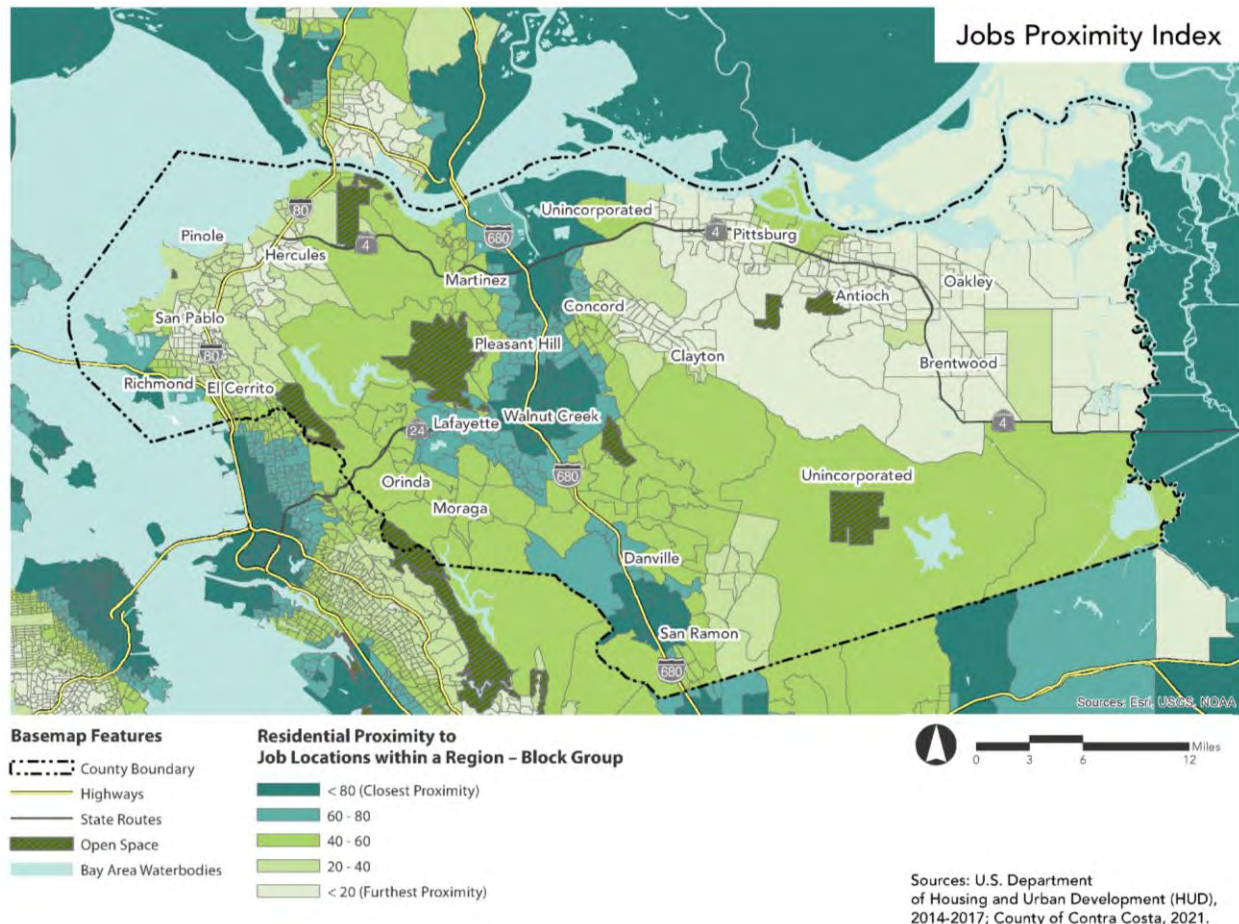 Jobs Proximity Index
Unincorporated
80
680
4
Pittsburg
Pinole
4
Hercules
Martinez
Oakley
Antioch
Concord
San Pablo
Pleasant Hill
80
Clayton
Brentwood
Richmond
El Cerrito
Walnut Creek
Lafayette
24
4
680
Unincorporated
Orinda
Moraga
Danville
San Ramon
680
Sources: Esri, USGS, NOAA
Basemap Features
County Boundary
Highways
State Routes
Open Space
Bay Area Waterbodies
Residential Proximity to
Job Locations within a Region – Block Group
< 80 (Closest Proximity)
60 - 80
40 - 60
20 - 40
< 20 (Furthest Proximity)
Miles
0 3 6 12
Sources: U.S. Department
of Housing and Urban Development (HUD),
2014-2017; County of Contra Costa, 2021.